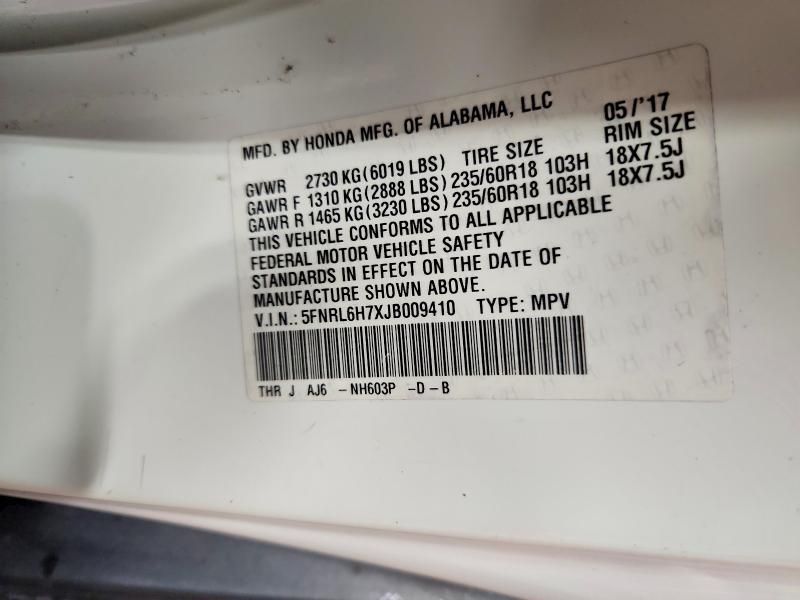 MFD. BY HONDA MFG. OF ALABAMA, LLC 05/'17
GVWR 2730 KG(6019 LBS) TIRE SIZE RIM SIZE
GAWR F 1310 KG(2888 LBS) 235/60R18 103H 18X7.5J
GAWR R 1465 KG(3230 LBS) 235/60R18 103H 18X7.5J
THIS VEHICLE CONFORMS TO ALL APPLICABLE
FEDERAL MOTOR VEHICLE SAFETY
STANDARDS IN EFFECT ON THE DATE OF
MANUFACTURE SHOWN ABOVE.
V.I.N.: 5FNRL6H7XJB009410 TYPE: MPV
THR J AJ6 -NH603P -D-B